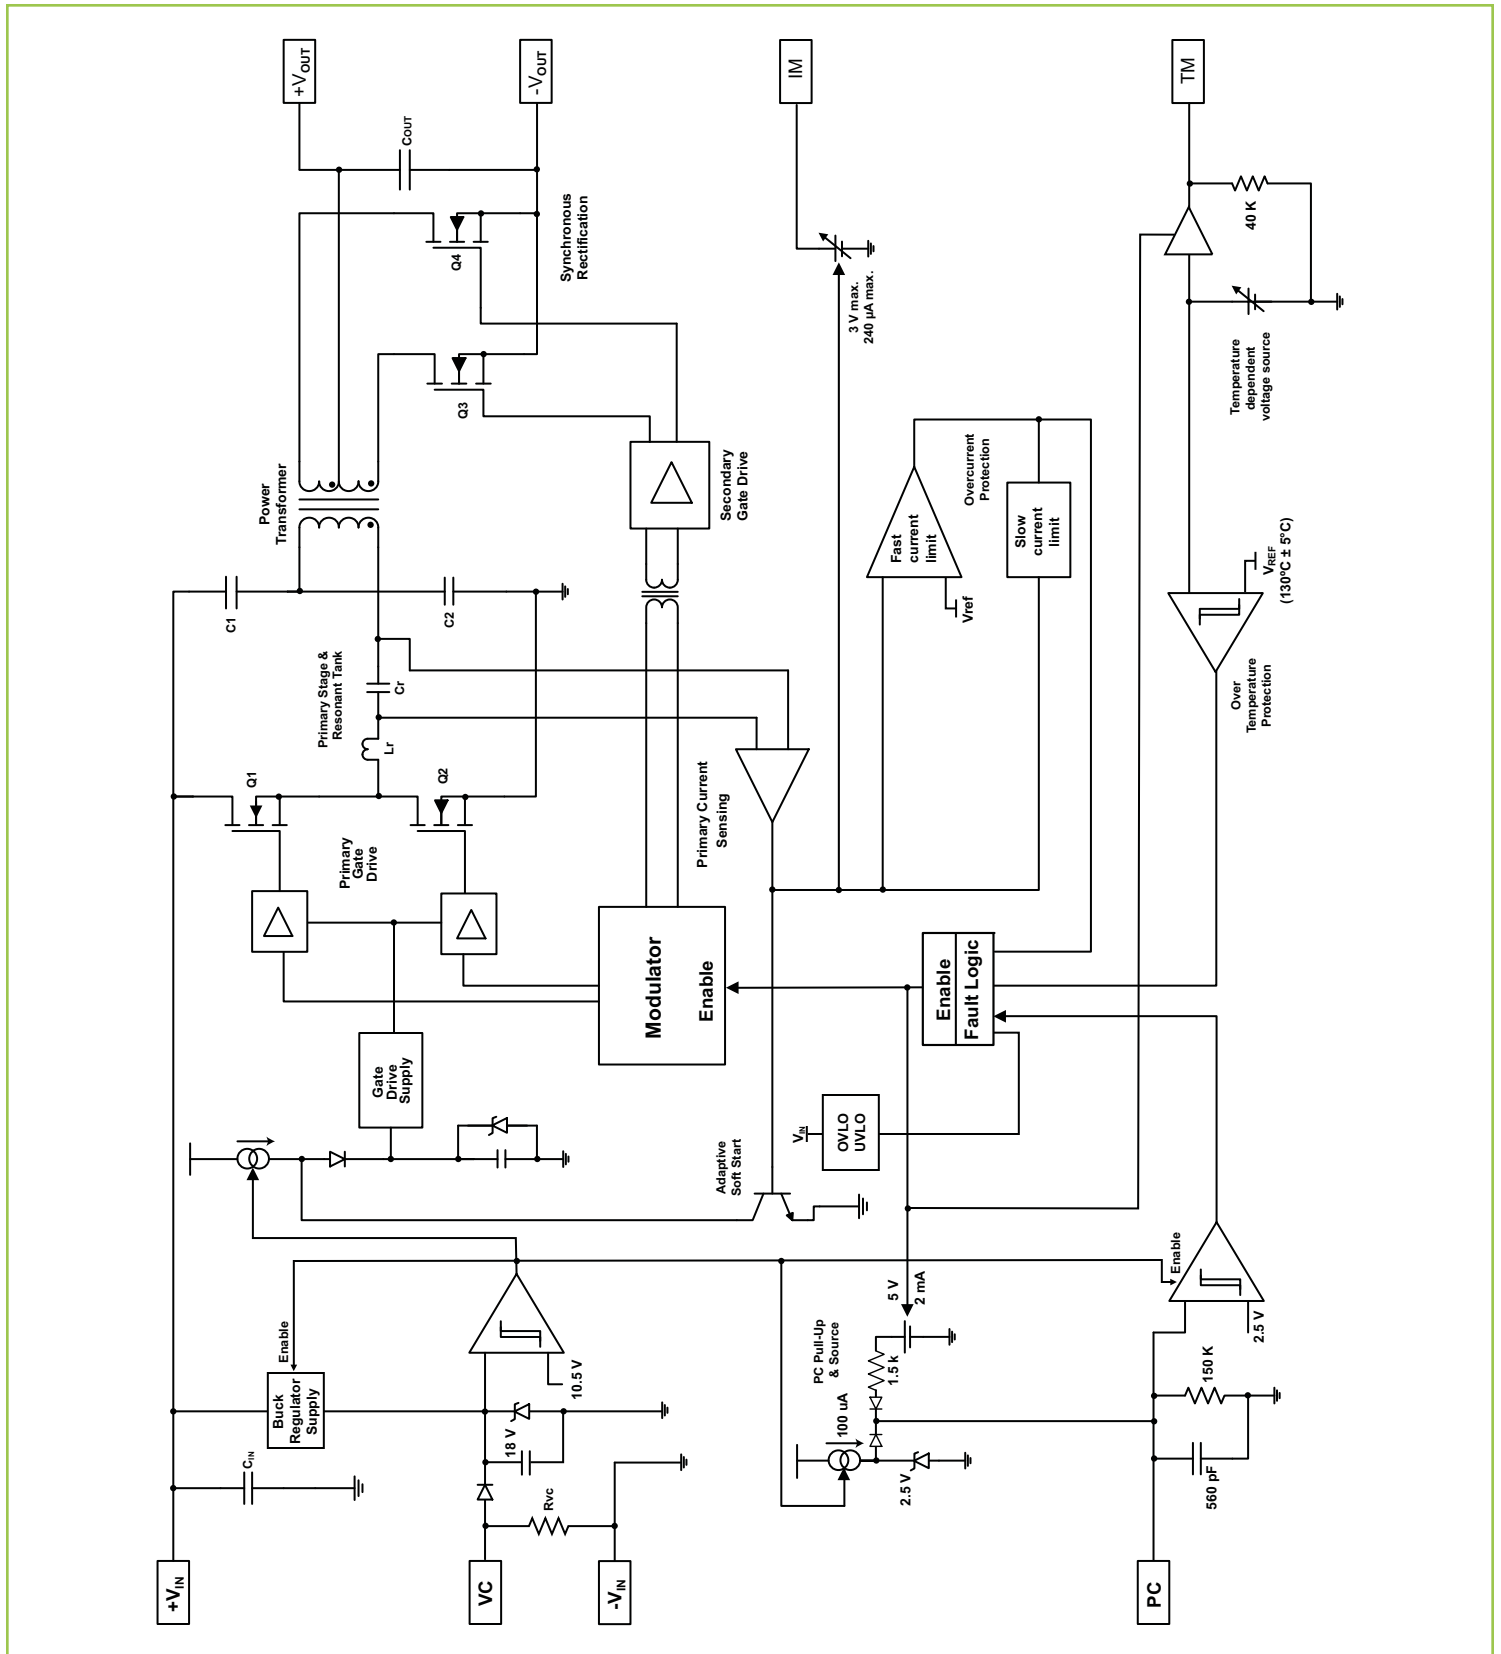 +VOUT
-VOUT
IM
TM
COUT
Synchronous
Rectification
Q4
Q3
40 K
3 V max.
240 µA max.
Temperature
dependent
voltage source
Power
Transformer
Secondary
Gate Drive
Overcurrent
Protection
Fast
current
limit
Slow
current
limit
Vref
VREF
(130ºC ± 5ºC)
C1
C2
Primary Stage &
Resonant Tank
Cr
Lr
Over
Temperature
Protection
Q1
Q2
Primary Current
Sensing
Primary
Gate
Drive
Modulator
Enable
Enable
Fault Logic
Gate
Drive
Supply
VIN
OVLO
UVLO
Adaptive
Soft Start
Enable
5 V
2 mA
Enable
2.5 V
PC Pull-Up
& Source
1.5 k
100 uA
150 K
Buck
Regulator
Supply
10.5 V
18 V
CIN
2.5 V
560 pF
Rvc
+VIN
VC
-VIN
PC